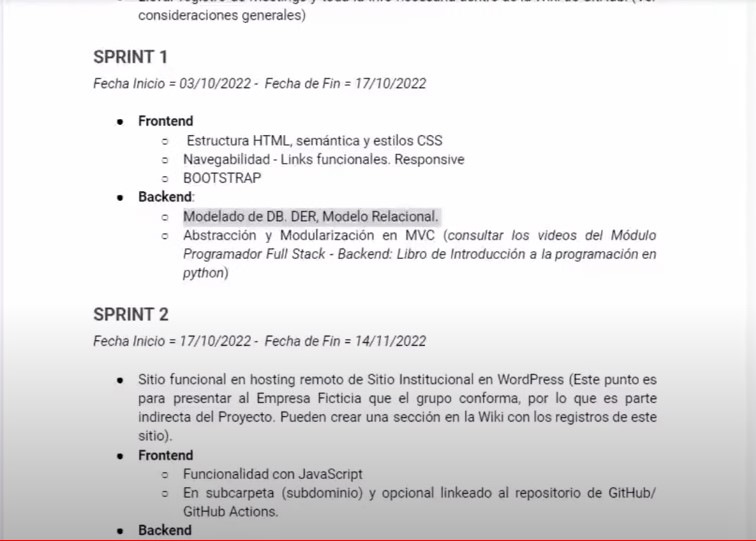 consideraciones generales)
SPRINT 1
Fecha Inicio = 03/10/2022 - Fecha de Fin = 17/10/2022
● Frontend
○ Estructura HTML, semántica y estilos CSS
○ Navegabilidad - Links funcionales. Responsive
○ BOOTSTRAP
● Backend:
○ Modelado de DB. DER, Modelo Relacional.
○ Abstracción y Modularización en MVC (consultar los videos del Módulo
Programador Full Stack - Backend: Libro de Introducción a la programación en
python)
SPRINT 2
Fecha Inicio = 17/10/2022 - Fecha de Fin = 14/11/2022
● Sitio funcional en hosting remoto de Sitio Institucional en WordPress (Este punto es
para presentar al Empresa Ficticia que el grupo conforma, por lo que es parte
indirecta del Proyecto. Pueden crear una sección en la Wiki con los registros de este
sitio).
● Frontend
○ Funcionalidad con JavaScript
○ En subcarpeta (subdominio) y opcional linkeado al repositorio de GitHub/
GitHub Actions.
● Backend